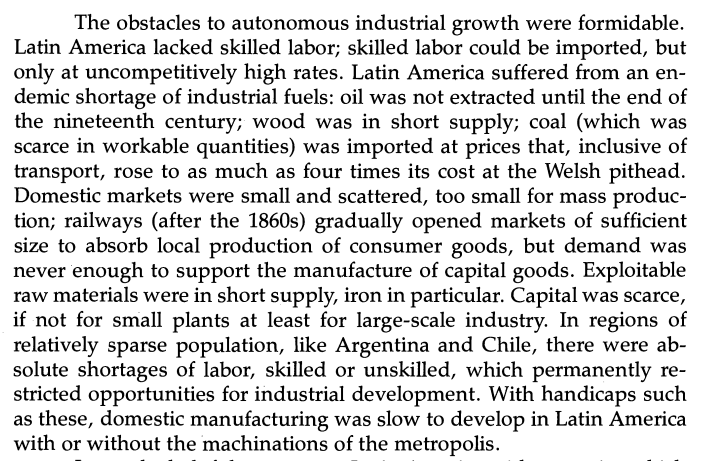 The obstacles to autonomous industrial growth were formidable.
Latin America lacked skilled labor; skilled labor could be imported, but
only at uncompetitively high rates. Latin America suffered from an en-
demic shortage of industrial fuels: oil was not extracted until the end of
the nineteenth century; wood was in short supply; coal (which was
scarce in workable quantities) was imported at prices that, inclusive of
transport, rose to as much as four times its cost at the Welsh pithead.
Domestic markets were small and scattered, too small for mass produc-
tion; railways (after the 1860s) gradually opened markets of sufficient
size to absorb local production of consumer goods, but demand was
never enough to support the manufacture of capital goods. Exploitable
raw materials were in short supply, iron in particular. Capital was scarce,
if not for small plants at least for large-scale industry. In regions of
relatively sparse population, like Argentina and Chile, there were ab-
solute shortages of labor, skilled or unskilled, which permanently re-
stricted opportunities for industrial development. With handicaps such
as these, domestic manufacturing was slow to develop in Latin America
with or without the machinations of the metropolis.